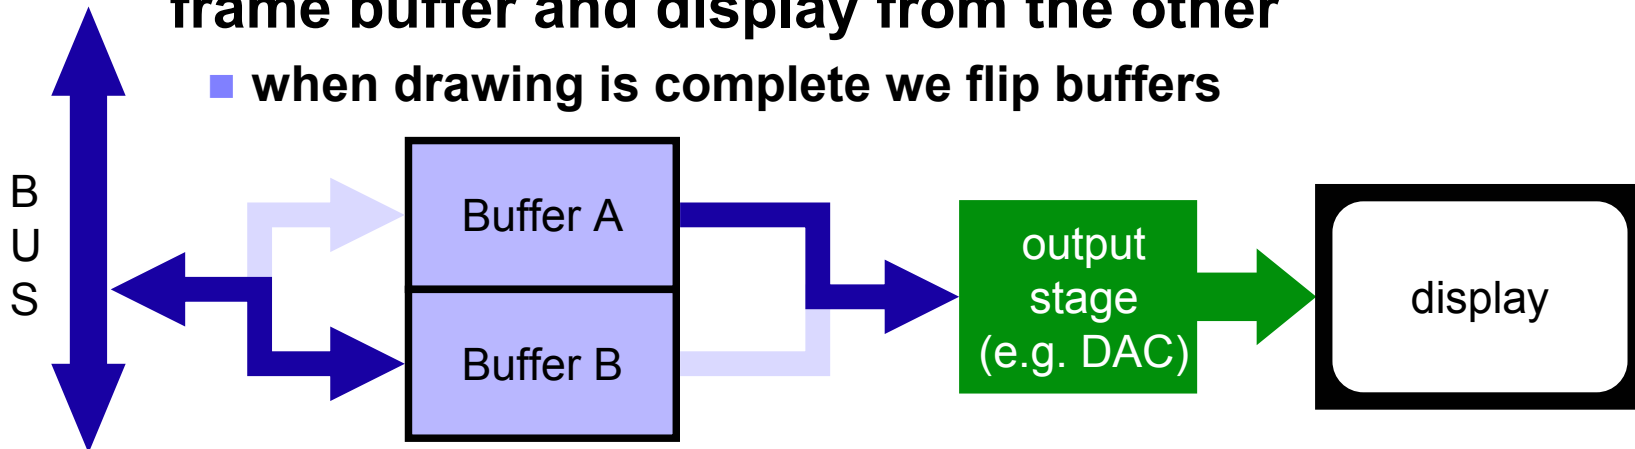 frame buffer and display from the other
when drawing is complete we flip buffers
B
U
S
Buffer A
Buffer B
output
stage
(e.g. DAC)
display